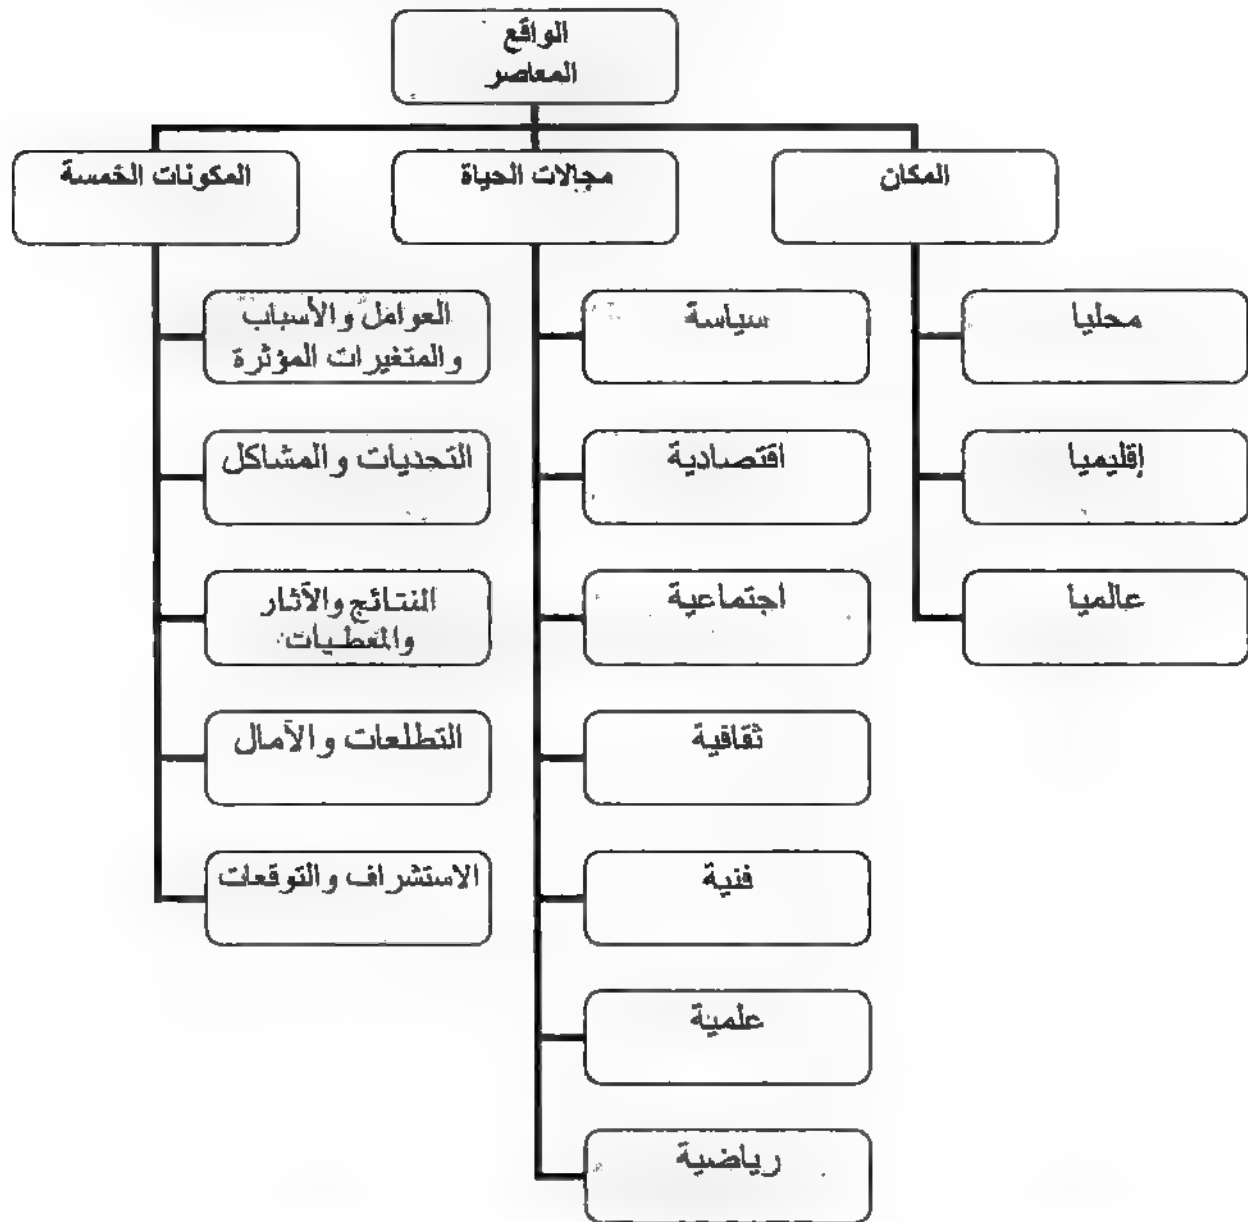 الواقع
المعاصر
المكان
مجالات الحياة
المكونات الخمسة
محليا
إقليميا
عالميا
سياسة
اقتصادية
اجتماعية
ثقافية
فنية
علمية
رياضية
العوامل والأسباب
والمتغيرات المؤثرة
التحديات والمشاكل
النتائج والآثار
والمعطيات
التطلعات والآمال
الاستشراف والتوقعات